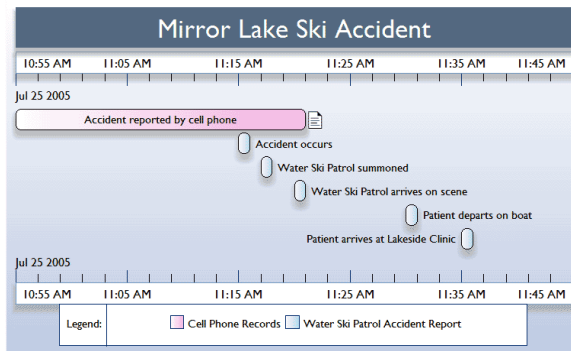 Mirror Lake Ski Accident
10:55 AM 11:05 AM 11:15 AM 11:25 AM 11:35 AM 11:45 AM
Jul 25 2005
Accident reported by cell phone
Accident occurs
Water Ski Patrol summoned
Water Ski Patrol arrives on scene
Patient departs on boat
Patient arrives at Lakeside Clinic
Jul 25 2005
10:55 AM 11:05 AM 11:15 AM 11:25 AM 11:35 AM 11:45 AM
Legend: Cell Phone Records Water Ski Patrol Accident Report